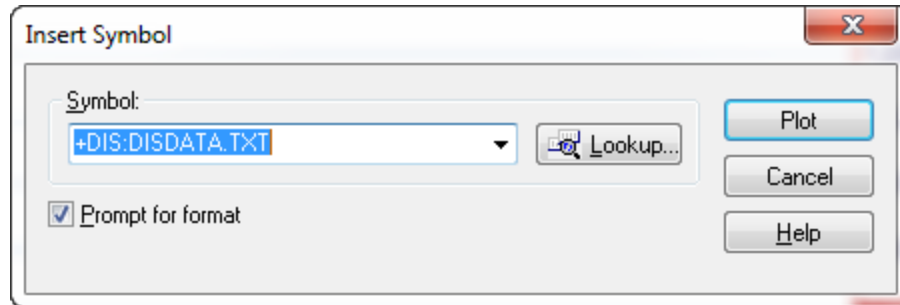 Insert Symbol
Symbol:
+DIS:DISDATA.TXT
Lookup...
Plot
Cancel
Prompt for format
Help